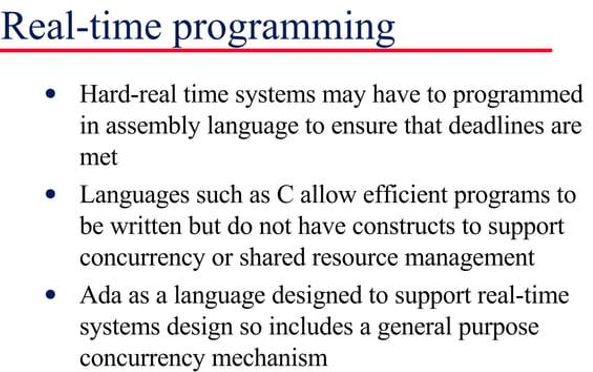 Real-time programming
• Hard-real time systems may have to programmed
in assembly language to ensure that deadlines are
met
• Languages such as C allow efficient programs to
be written but do not have constructs to support
concurrency or shared resource management
• Ada as a language designed to support real-time
systems design so includes a general purpose
concurrency mechanism